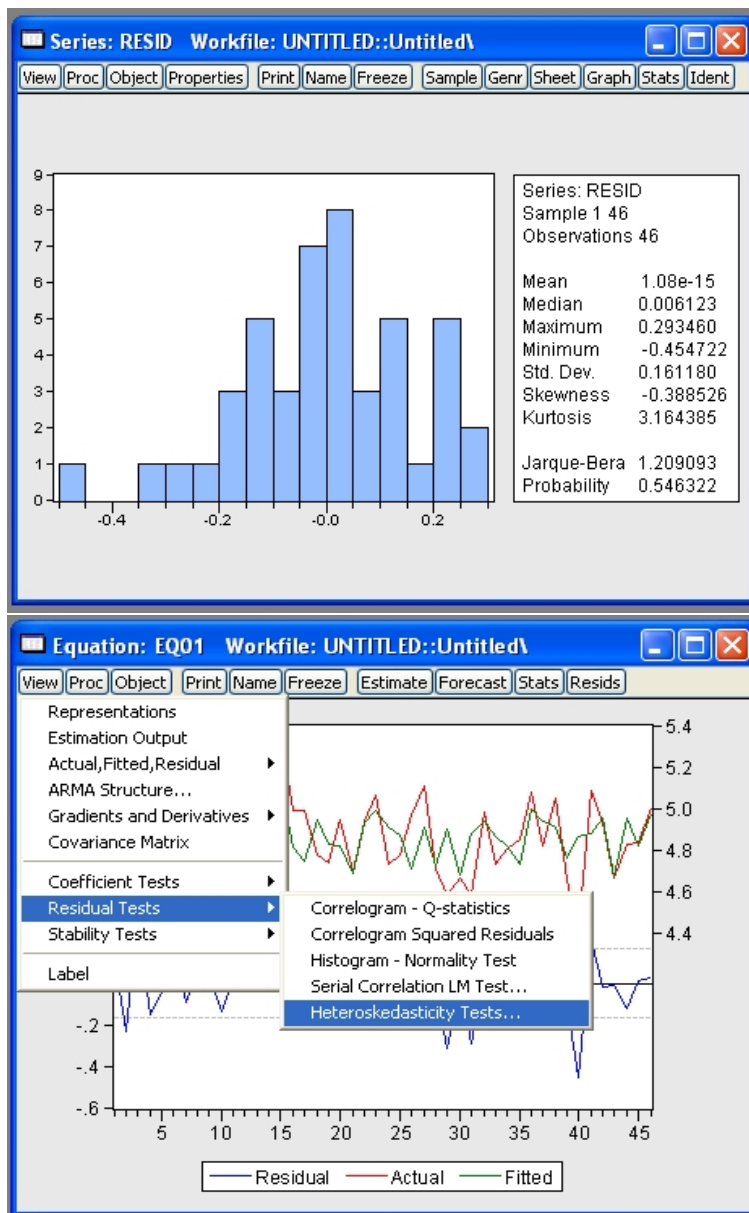 Series: RESID Workfile: UNTITLED::Untitled\
View Proc Object Properties Print Name Freeze Sample Genr Sheet Graph Stats Ident
9
8
7
6
5
4
3
2
1
0
-0.4 -0.2 -0.0 0.2
Series: RESID
Sample 1 46
Observations 46
Mean 1.08e-15
Median 0.006123
Maximum 0.293460
Minimum -0.454722
Std. Dev. 0.161180
Skewness -0.388526
Kurtosis 3.164385
Jarque-Bera 1.209093
Probability 0.546322
Equation: EQ01 Workfile: UNTITLED::Untitled\
View Proc Object Print Name Freeze Estimate Forecast Stats Resids
Representations
Estimation Output
Actual,Fitted,Residual
ARMA Structure...
Gradients and Derivatives
Covariance Matrix
Coefficient Tests
Residual Tests
Stability Tests
Label
Correlogram - Q-statistics
Correlogram Squared Residuals
Histogram - Normality Test
Serial Correlation LM Test...
Heteroskedasticity Tests...
5.4
5.2
5.0
4.8
4.6
4.4
-.2
-.4
-.6
5 10 15 20 25 30 35 40 45
Residual Actual Fitted